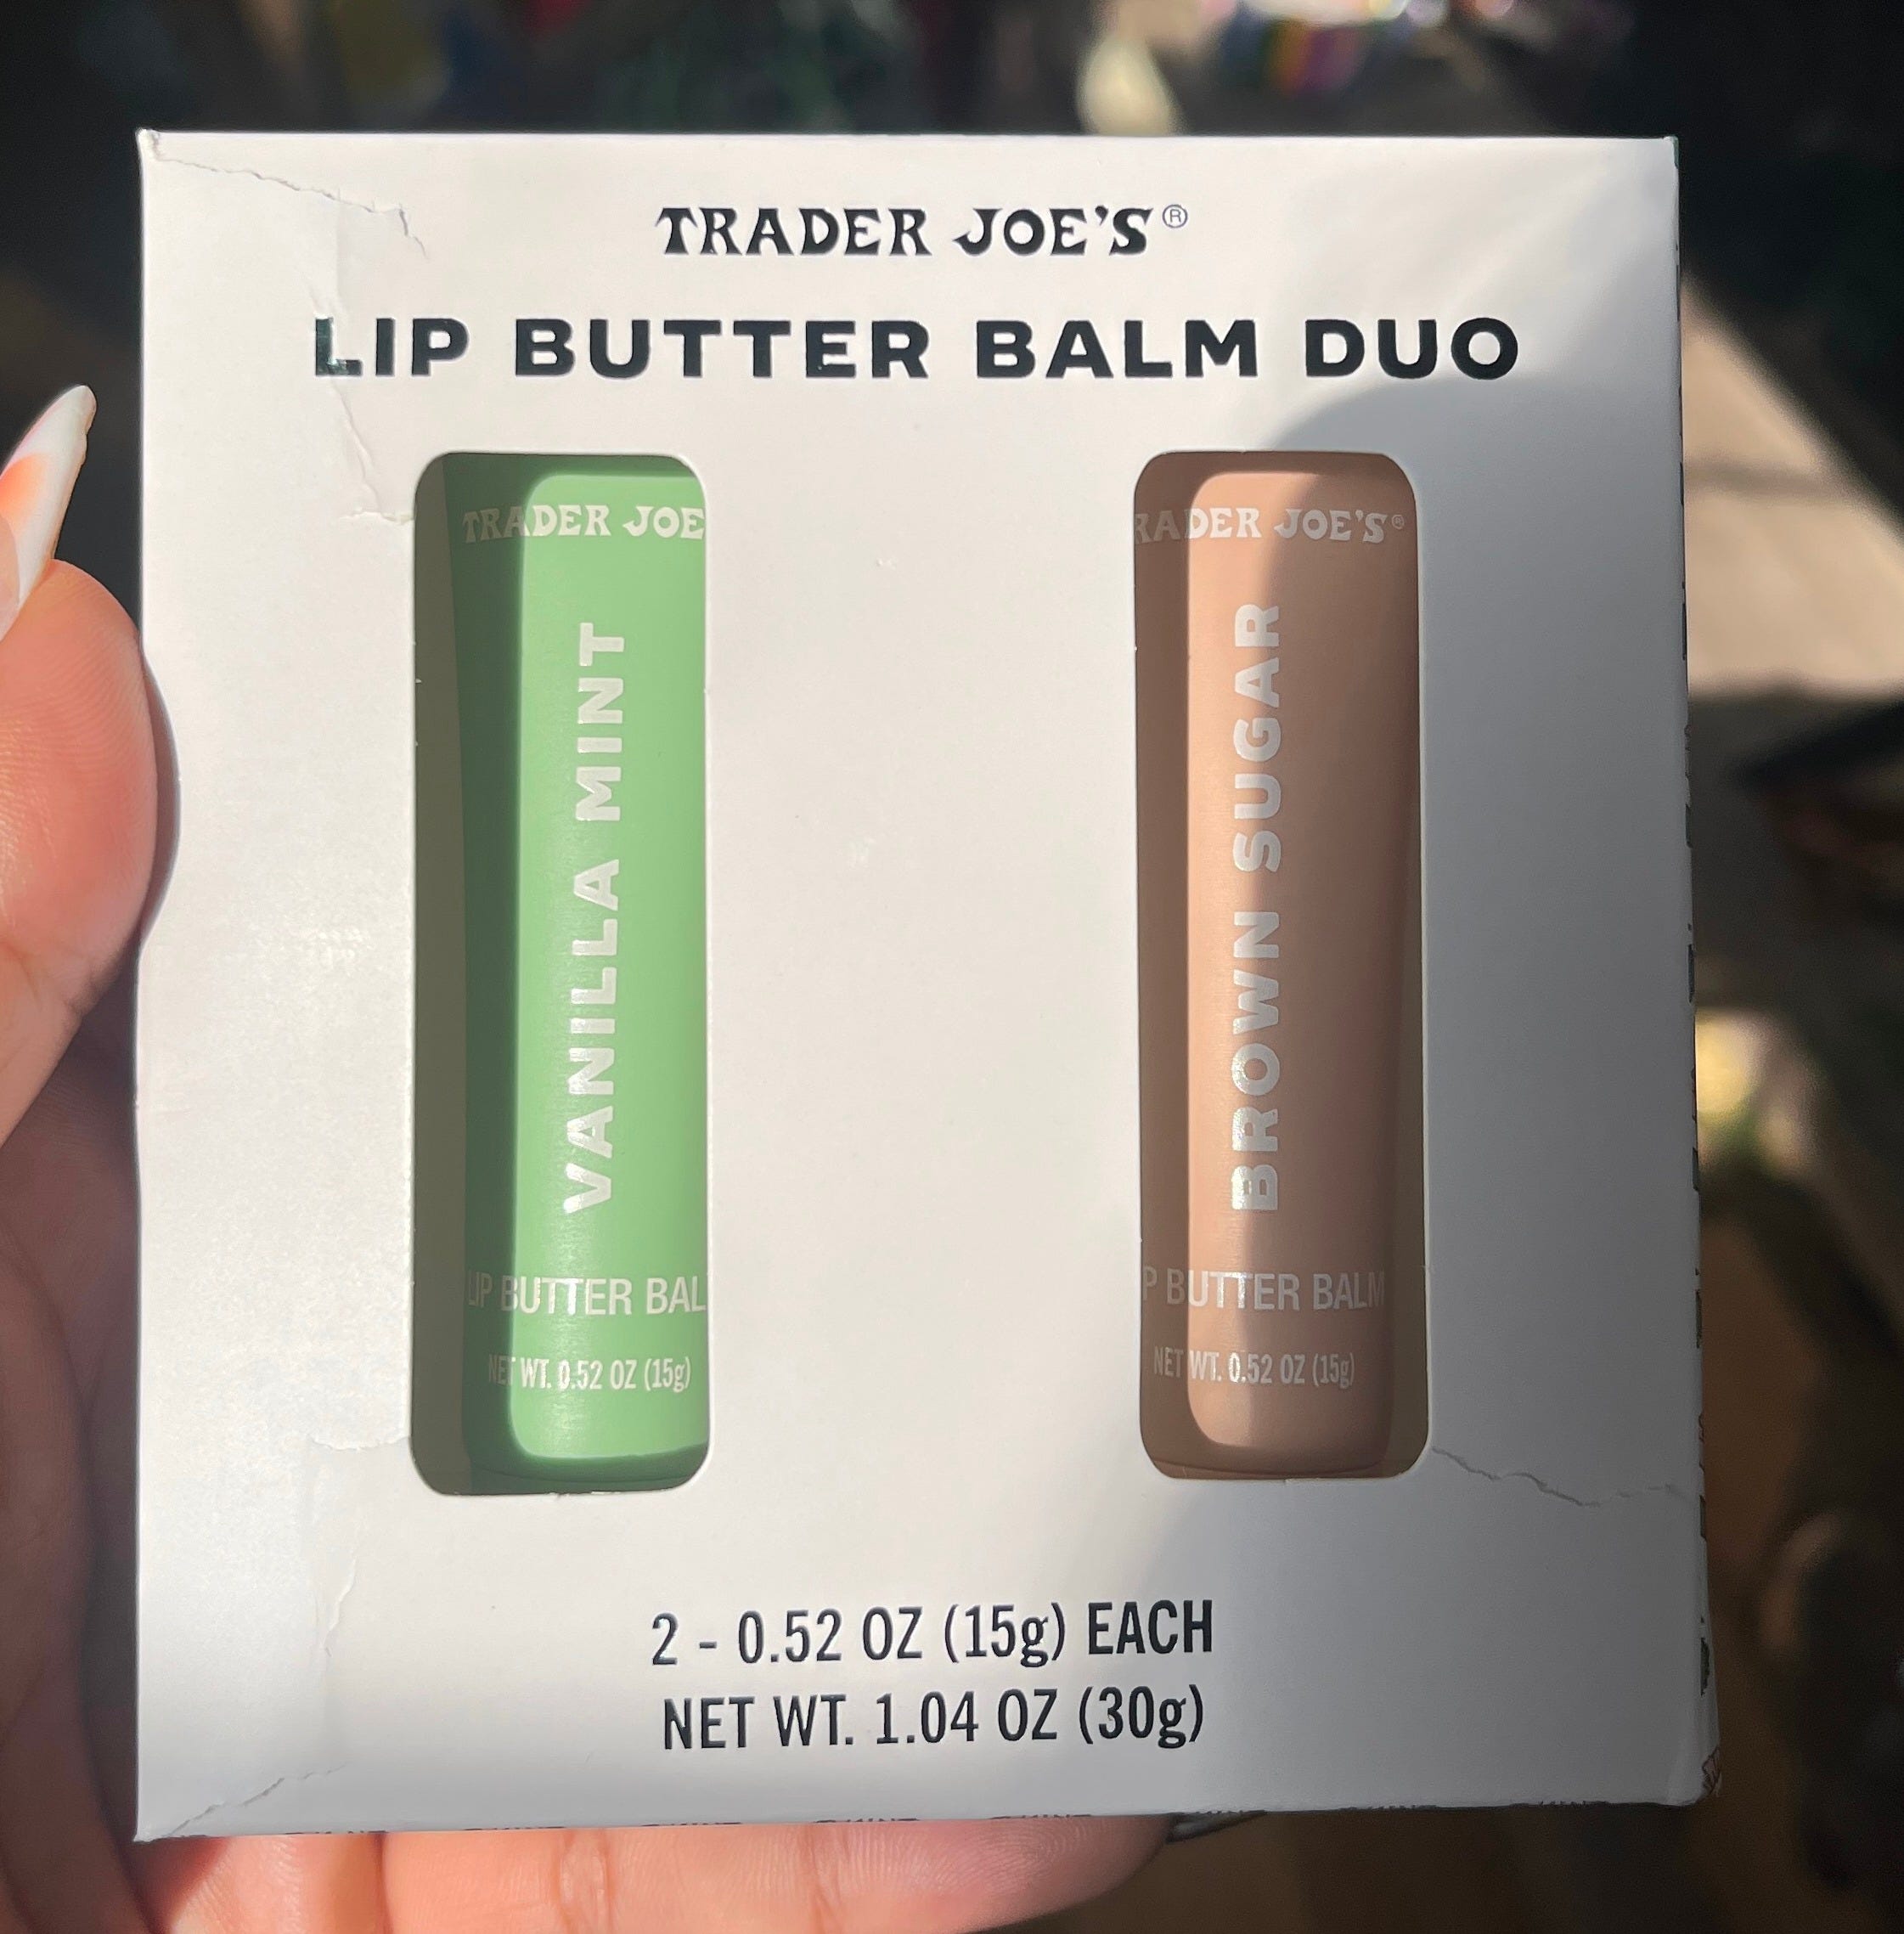 TRADER JOE'S®
LIP BUTTER BALM DUO
TRADER JOE
VANILLA MINT
LIP BUTTER BAL
NET WT. 0.52 OZ (15g)
RADER JOE'S®
BROWN SUGAR
P BUTTER BALM
NET WT. 0.52 OZ (15g)
2 - 0.52 OZ (15g) EACH
NET WT. 1.04 OZ (30g)